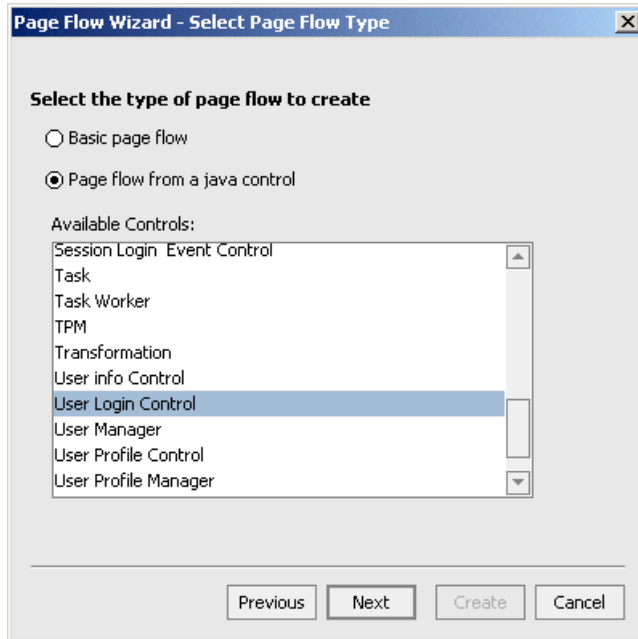 Page Flow Wizard - Select Page Flow Type
Select the type of page flow to create
Basic page flow
Page flow from a java control
Available Controls:
Session Login Event Control
Task
Task Worker
TPM
Transformation
User info Control
User Login Control
User Manager
User Profile Control
User Profile Manager
Previous Next Create Cancel